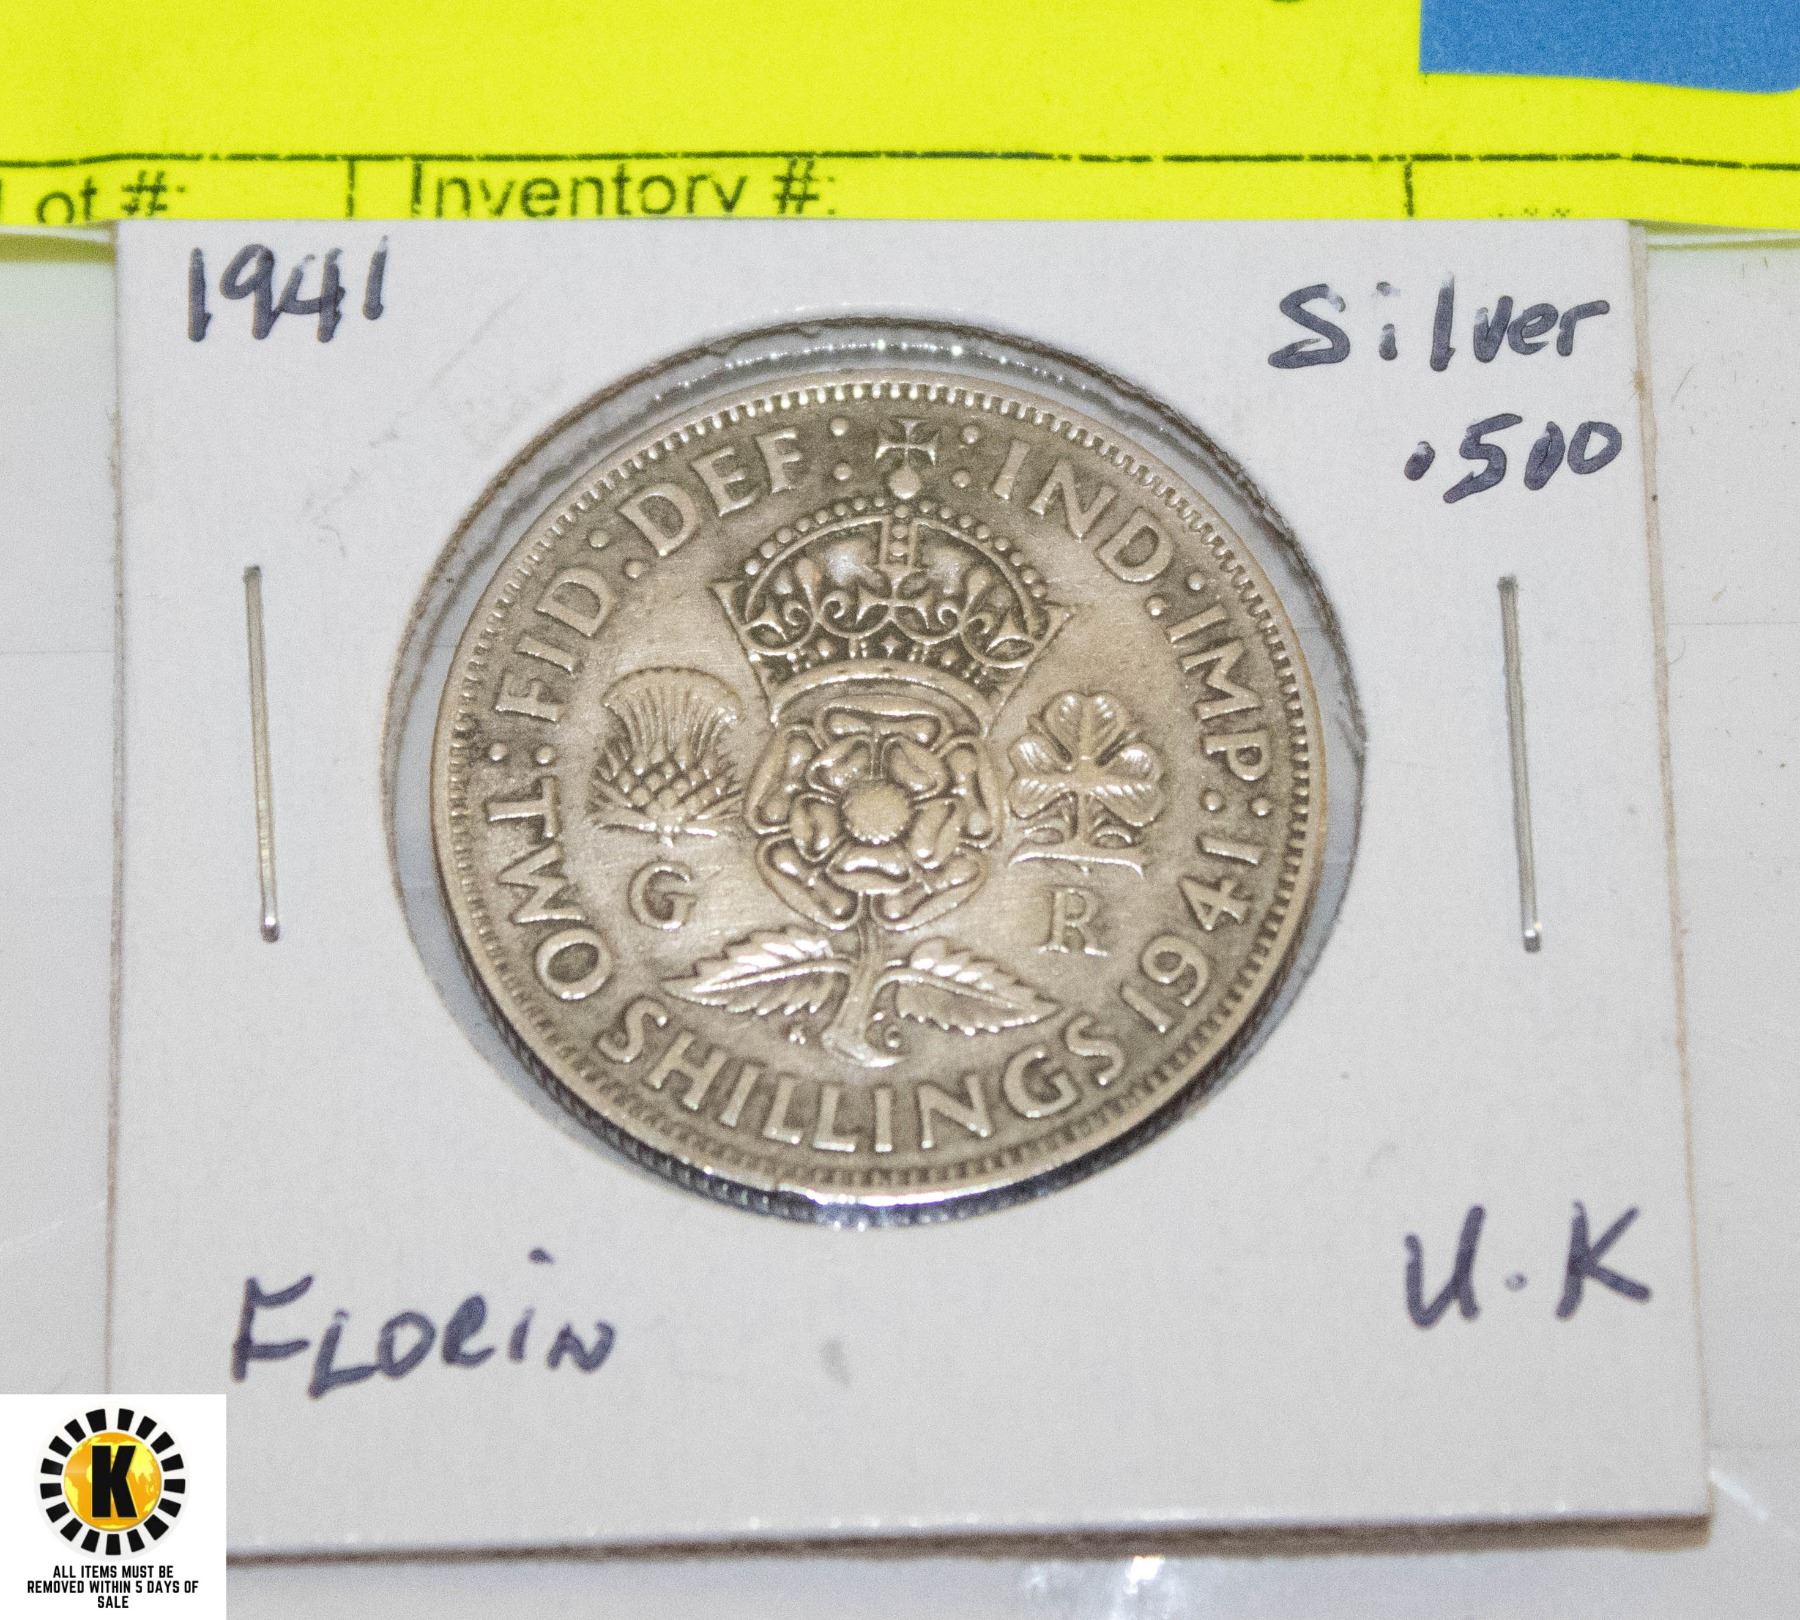 Lot #:
Inventory #:
1941
Silver
.500
FID: DEF: IND: IMP: 1941
TWO SHILLINGS
G R
K G
FLORIN
U.K
K
ALL ITEMS MUST BE
REMOVED WITHIN 5 DAYS OF
SALE